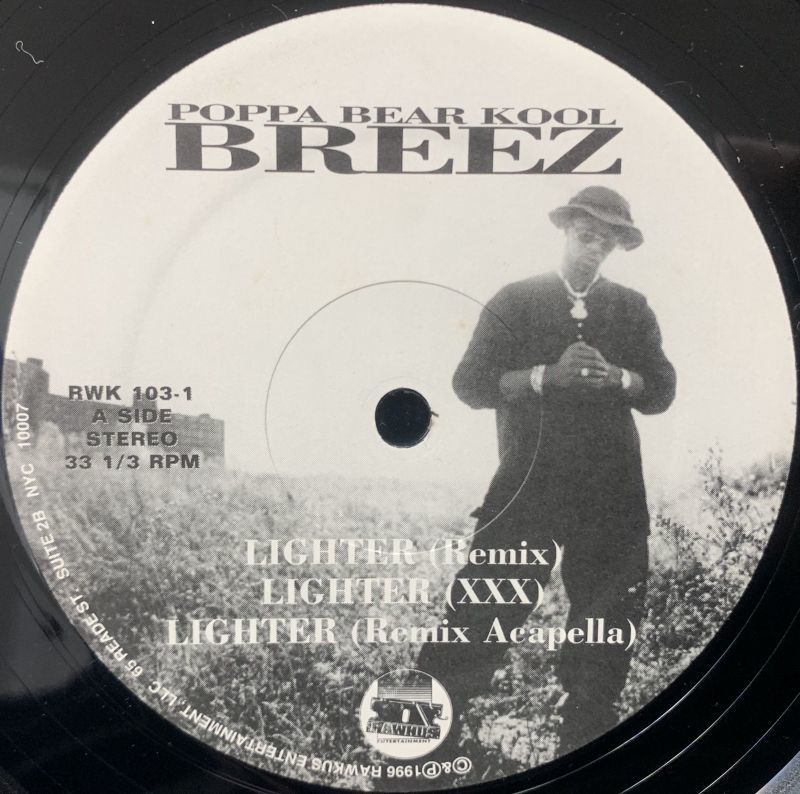 POPPA BEAR KOOL
BREEZ
RWK 103-1
A SIDE
STEREO
33 1/3 RPM
LIGHTER (Remix)
LIGHTER (XXX)
LIGHTER (Remix Acapella)
RAWKUS
ENTERTAINMENT
©&℗1996 RAWKUS ENTERTAINMENT, LLC 65 READE ST SUITE 2B NYC 10007